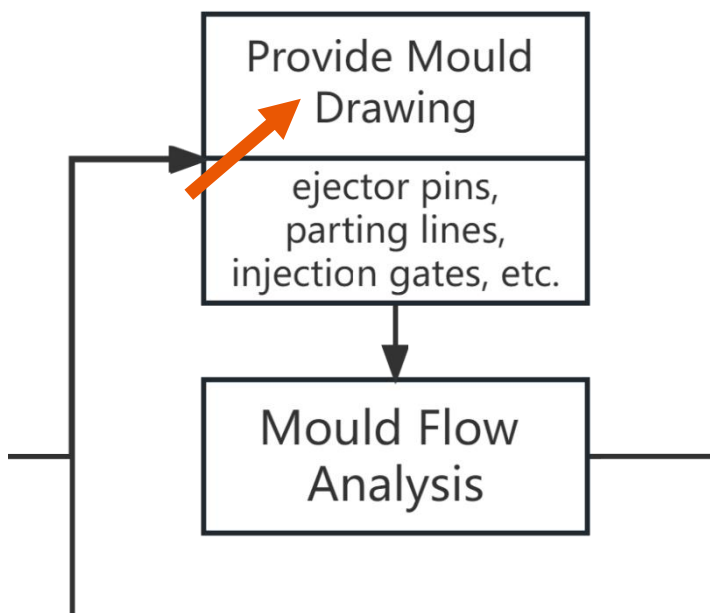 Provide Mould
Drawing
ejector pins,
parting lines,
injection gates, etc.
Mould Flow
Analysis